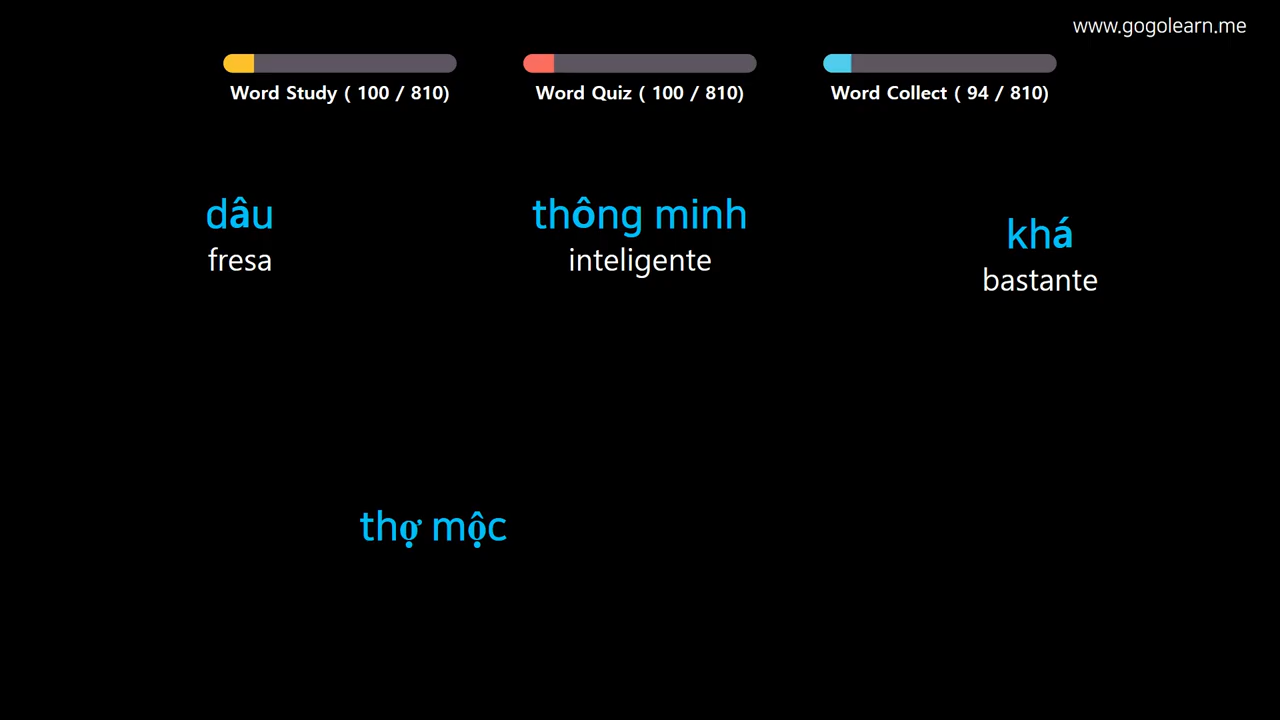 www.gogolearn.me
Word Study ( 100 / 810)
Word Quiz ( 100 / 810)
Word Collect ( 94 / 810)
dâu
fresa
thông minh
inteligente
khá
bastante
thợ mộc